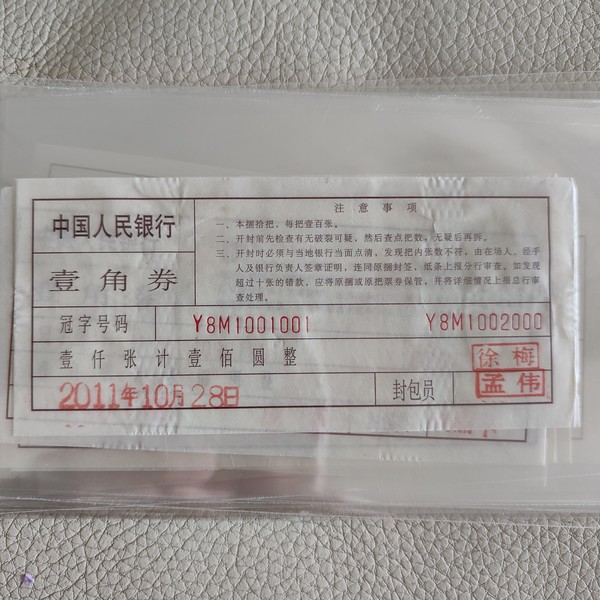 中国人民银行
壹角券
注意事项
一、本捆拾把,每把壹百张。
二、开封前先检查有无破裂可疑,然后查点把数,无疑后再拆。
三、开封时必须与当地银行当面点清,发现把内张数不符,由在场人、经手
人及银行负责人签章证明,连同原捆封签,纸条上报分行审查,如发现
超过十张的错款,应将原捆或原把票券保管,并将详细情况上报总行审
查处理。
冠字号码 Y8M1001001 Y8M1002000
壹仟张计壹佰圆整 徐梅
2011年10月28日 封包员 孟伟